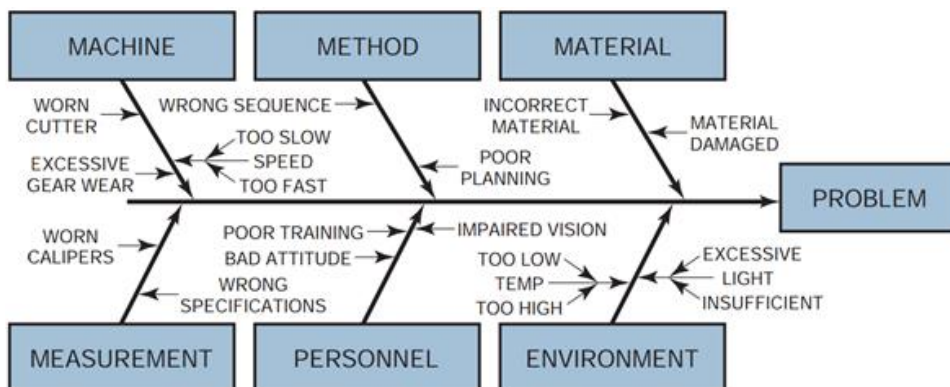 MACHINE
METHOD
MATERIAL
WORN
CUTTER
EXCESSIVE
GEAR WEAR
TOO SLOW
SPEED
TOO FAST
WRONG SEQUENCE
POOR
PLANNING
INCORRECT
MATERIAL
MATERIAL
DAMAGED
PROBLEM
WORN
CALIPERS
WRONG
SPECIFICATIONS
POOR TRAINING
BAD ATTITUDE
IMPAIRED VISION
TOO LOW
TEMP
TOO HIGH
EXCESSIVE
LIGHT
INSUFFICIENT
MEASUREMENT
PERSONNEL
ENVIRONMENT